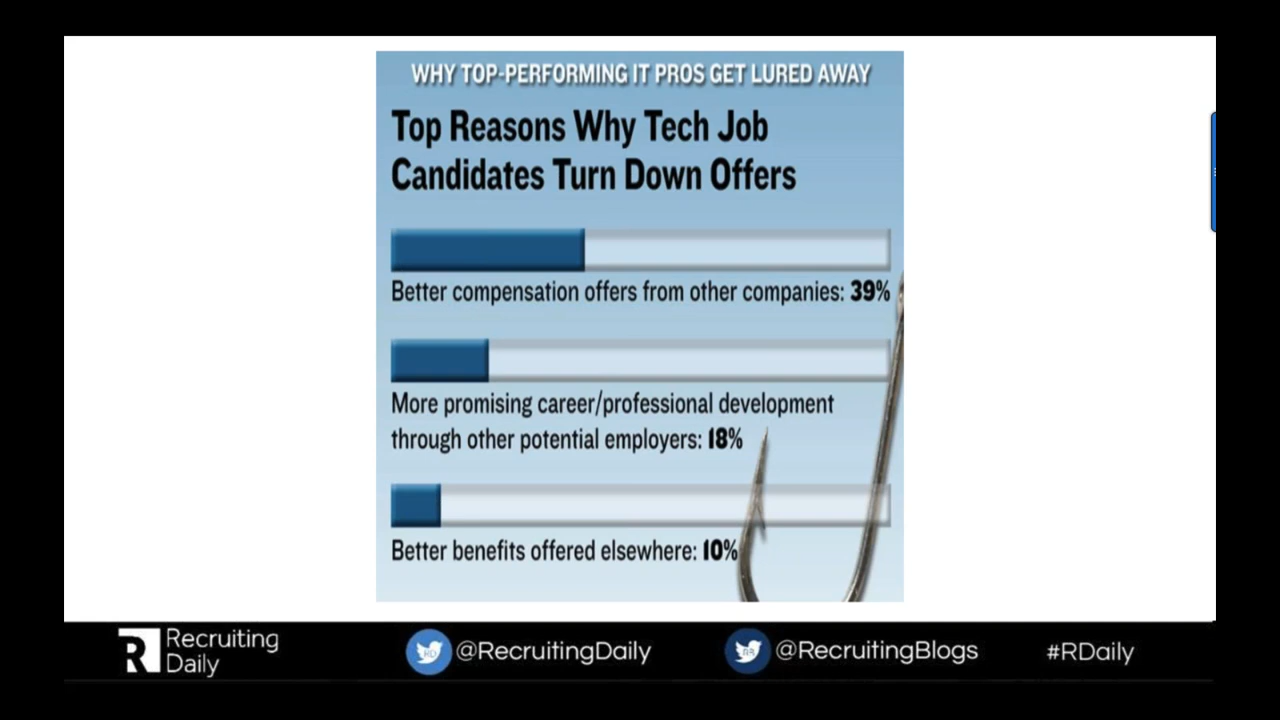 WHY TOP-PERFORMING IT PROS GET LURED AWAY
Top Reasons Why Tech Job
Candidates Turn Down Offers
Better compensation offers from other companies: 39%
More promising career/professional development
through other potential employers: 18%
Better benefits offered elsewhere: 10%
R Recruiting
Daily
RD @RecruitingDaily
@RecruitingBlogs
#RDaily